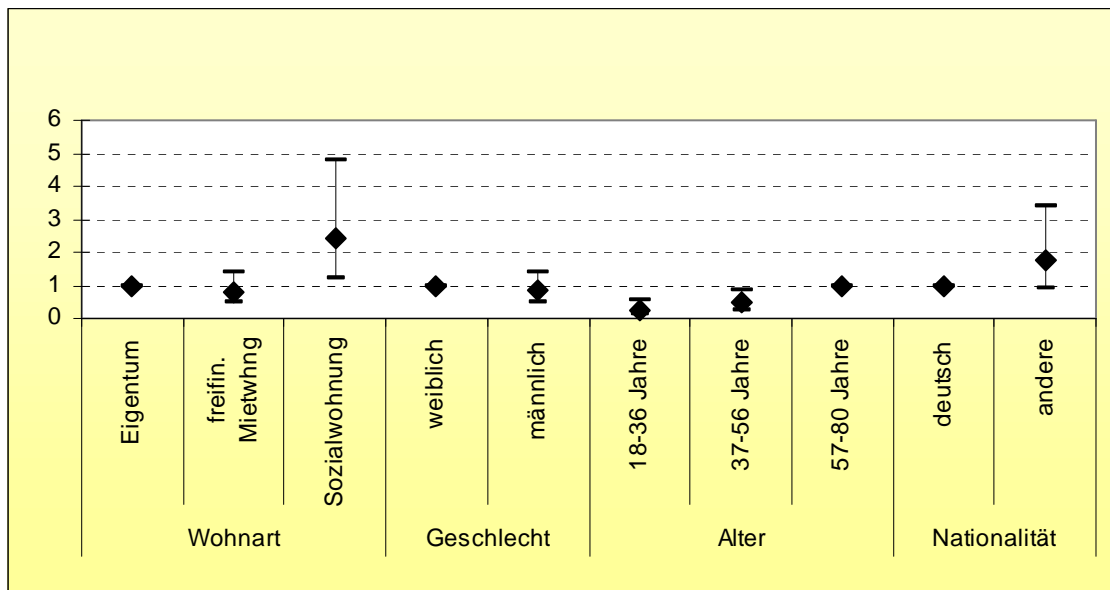 6
5
4
3
2
1
0
Eigentum
freifin.
Mietwhng
Sozialwohnung
weiblich
männlich
18-36 Jahre
37-56 Jahre
57-80 Jahre
deutsch
andere
Wohnart
Geschlecht
Alter
Nationalität